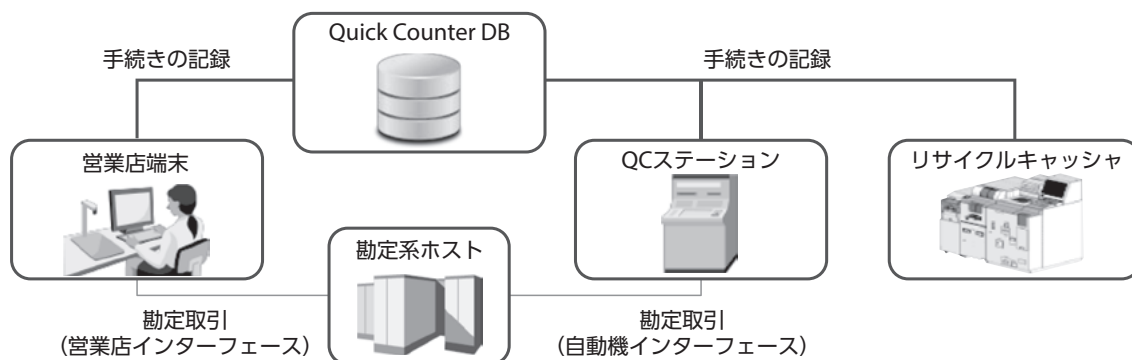 Quick Counter DB
手続きの記録
手続きの記録
営業店端末
QCステーション
リサイクルキャッシャ
勘定系ホスト
勘定取引
(営業店インターフェース)
勘定取引
(自動機インターフェース)